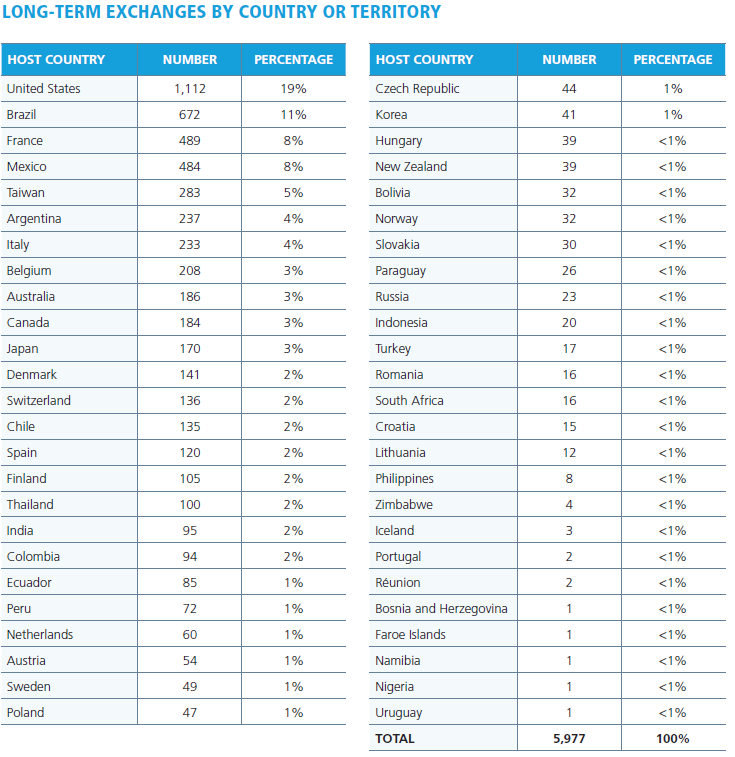 LONG-TERM EXCHANGES BY COUNTRY OR TERRITORY
HOST COUNTRY NUMBER PERCENTAGE
United States 1,112 19%
Brazil 672 11%
France 489 8%
Mexico 484 8%
Taiwan 283 5%
Argentina 237 4%
Italy 233 4%
Belgium 208 3%
Australia 186 3%
Canada 184 3%
Japan 170 3%
Denmark 141 2%
Switzerland 136 2%
Chile 135 2%
Spain 120 2%
Finland 105 2%
Thailand 100 2%
India 95 2%
Colombia 94 2%
Ecuador 85 1%
Peru 72 1%
Netherlands 60 1%
Austria 54 1%
Sweden 49 1%
Poland 47 1%
HOST COUNTRY NUMBER PERCENTAGE
Czech Republic 44 1%
Korea 41 1%
Hungary 39 <1%
New Zealand 39 <1%
Bolivia 32 <1%
Norway 32 <1%
Slovakia 30 <1%
Paraguay 26 <1%
Russia 23 <1%
Indonesia 20 <1%
Turkey 17 <1%
Romania 16 <1%
South Africa 16 <1%
Croatia 15 <1%
Lithuania 12 <1%
Philippines 8 <1%
Zimbabwe 4 <1%
Iceland 3 <1%
Portugal 2 <1%
Réunion 2 <1%
Bosnia and Herzegovina 1 <1%
Faroe Islands 1 <1%
Namibia 1 <1%
Nigeria 1 <1%
Uruguay 1 <1%
TOTAL 5,977 100%